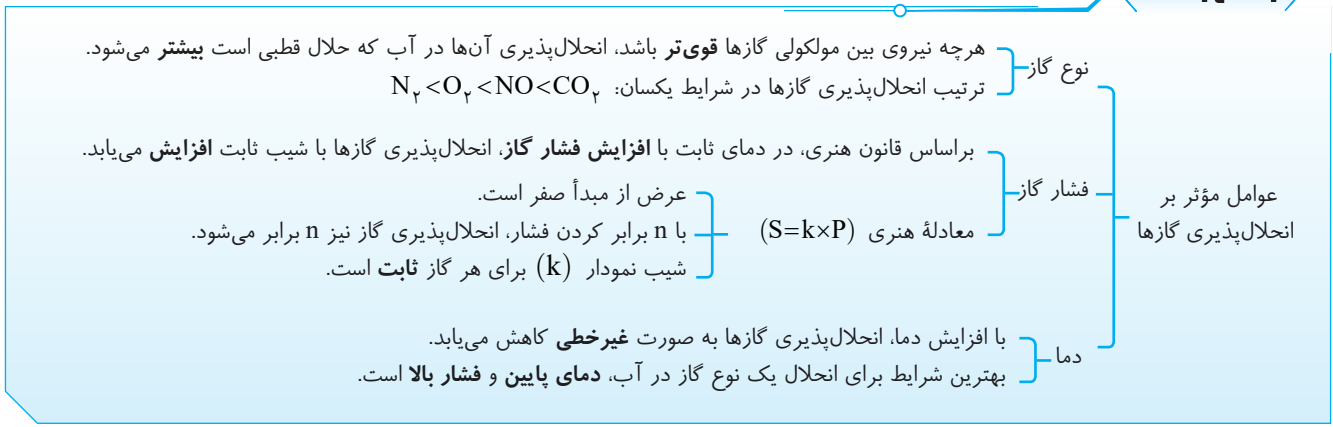 عوامل مؤثر بر
انحلال‌پذیری گازها
نوع گاز
هرچه نیروی بین مولکولی گازها قوی‌تر باشد، انحلال‌پذیری آن‌ها در آب که حلال قطبی است بیشتر می‌شود.
ترتیب انحلال‌پذیری گازها در شرایط یکسان: N₂<O₂<NO<CO₂
فشار گاز
براساس قانون هنری، در دمای ثابت با افزایش فشار گاز، انحلال‌پذیری گازها با شیب ثابت افزایش می‌یابد.
معادلهٔ هنری (S=k×P)
عرض از مبدأ صفر است.
با n برابر کردن فشار، انحلال‌پذیری گاز نیز n برابر می‌شود.
شیب نمودار (k) برای هر گاز ثابت است.
دما
با افزایش دما، انحلال‌پذیری گازها به صورت غیرخطی کاهش می‌یابد.
بهترین شرایط برای انحلال یک نوع گاز در آب، دمای پایین و فشار بالا است.